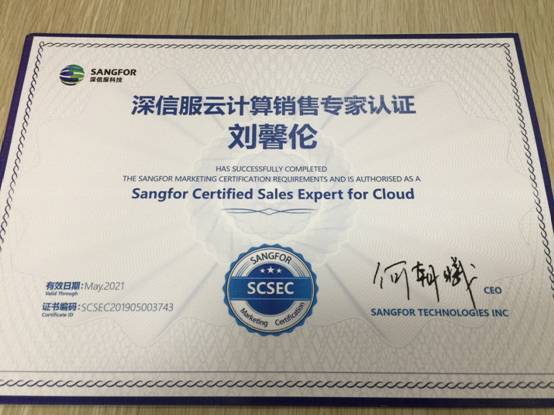 SANGFOR
深信服科技
深信服云计算销售专家认证
刘馨伦
HAS SUCCESSFULLY COMPLETED
THE SANGFOR MARKETING CERTIFICATION REQUIREMENTS AND IS AUTHORISED AS A
Sangfor Certified Sales Expert for Cloud
SANGFOR
SCSEC
Marketing Certification
有效日期:May.2021
Valid Through
证书编码:SCSEC201905003743
Certificate ID
何朝曦
CEO
SANGFOR TECHNOLOGIES INC